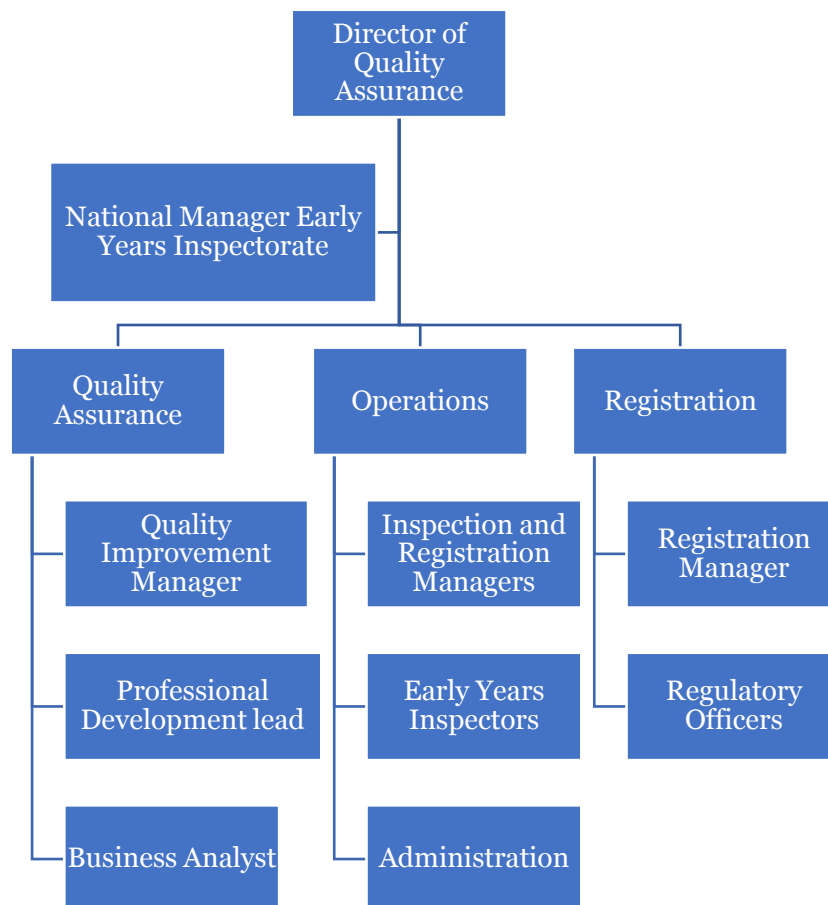 Director of
Quality
Assurance
National Manager Early
Years Inspectorate
Quality
Assurance
Operations
Registration
Quality
Improvement
Manager
Inspection and
Registration
Managers
Registration
Manager
Professional
Development lead
Early Years
Inspectors
Regulatory
Officers
Business Analyst
Administration